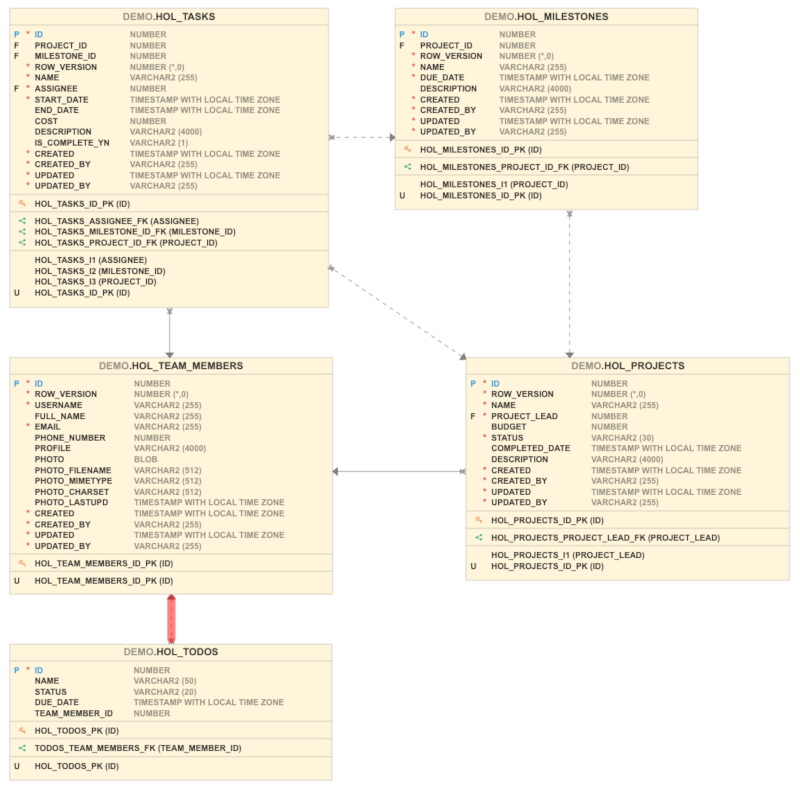 DEMO.HOL_TASKS
P * ID NUMBER
F PROJECT_ID NUMBER
F MILESTONE_ID NUMBER
* ROW_VERSION NUMBER (*,0)
* NAME VARCHAR2 (255)
F * ASSIGNEE NUMBER
* START_DATE TIMESTAMP WITH LOCAL TIME ZONE
END_DATE TIMESTAMP WITH LOCAL TIME ZONE
COST NUMBER
DESCRIPTION VARCHAR2 (4000)
IS_COMPLETE_YN VARCHAR2 (1)
* CREATED TIMESTAMP WITH LOCAL TIME ZONE
* CREATED_BY VARCHAR2 (255)
* UPDATED TIMESTAMP WITH LOCAL TIME ZONE
* UPDATED_BY VARCHAR2 (255)
HOL_TASKS_ID_PK (ID)
HOL_TASKS_ASSIGNEE_FK (ASSIGNEE)
HOL_TASKS_MILESTONE_ID_FK (MILESTONE_ID)
HOL_TASKS_PROJECT_ID_FK (PROJECT_ID)
HOL_TASKS_I1 (ASSIGNEE)
HOL_TASKS_I2 (MILESTONE_ID)
HOL_TASKS_I3 (PROJECT_ID)
U HOL_TASKS_ID_PK (ID)
DEMO.HOL_MILESTONES
P * ID NUMBER
F PROJECT_ID NUMBER
* ROW_VERSION NUMBER (*,0)
* NAME VARCHAR2 (255)
* DUE_DATE TIMESTAMP WITH LOCAL TIME ZONE
DESCRIPTION VARCHAR2 (4000)
* CREATED TIMESTAMP WITH LOCAL TIME ZONE
* CREATED_BY VARCHAR2 (255)
* UPDATED TIMESTAMP WITH LOCAL TIME ZONE
* UPDATED_BY VARCHAR2 (255)
HOL_MILESTONES_ID_PK (ID)
HOL_MILESTONES_PROJECT_ID_FK (PROJECT_ID)
HOL_MILESTONES_I1 (PROJECT_ID)
U HOL_MILESTONES_ID_PK (ID)
DEMO.HOL_TEAM_MEMBERS
P * ID NUMBER
* ROW_VERSION NUMBER (*,0)
* USERNAME VARCHAR2 (255)
FULL_NAME VARCHAR2 (255)
* EMAIL VARCHAR2 (255)
PHONE_NUMBER NUMBER
PROFILE VARCHAR2 (4000)
PHOTO BLOB
PHOTO_FILENAME VARCHAR2 (512)
PHOTO_MIMETYPE VARCHAR2 (512)
PHOTO_CHARSET VARCHAR2 (512)
PHOTO_LASTUPD TIMESTAMP WITH LOCAL TIME ZONE
* CREATED TIMESTAMP WITH LOCAL TIME ZONE
* CREATED_BY VARCHAR2 (255)
* UPDATED TIMESTAMP WITH LOCAL TIME ZONE
* UPDATED_BY VARCHAR2 (255)
HOL_TEAM_MEMBERS_ID_PK (ID)
U HOL_TEAM_MEMBERS_ID_PK (ID)
DEMO.HOL_PROJECTS
P * ID NUMBER
* ROW_VERSION NUMBER (*,0)
* NAME VARCHAR2 (255)
F * PROJECT_LEAD NUMBER
BUDGET NUMBER
* STATUS VARCHAR2 (30)
COMPLETED_DATE TIMESTAMP WITH LOCAL TIME ZONE
DESCRIPTION VARCHAR2 (4000)
* CREATED TIMESTAMP WITH LOCAL TIME ZONE
* CREATED_BY VARCHAR2 (255)
* UPDATED TIMESTAMP WITH LOCAL TIME ZONE
* UPDATED_BY VARCHAR2 (255)
HOL_PROJECTS_ID_PK (ID)
HOL_PROJECTS_PROJECT_LEAD_FK (PROJECT_LEAD)
HOL_PROJECTS_I1 (PROJECT_LEAD)
U HOL_PROJECTS_ID_PK (ID)
DEMO.HOL_TODOS
P * ID NUMBER
NAME VARCHAR2 (50)
STATUS VARCHAR2 (20)
DUE_DATE TIMESTAMP WITH LOCAL TIME ZONE
TEAM_MEMBER_ID NUMBER
HOL_TODOS_PK (ID)
TODOS_TEAM_MEMBERS_FK (TEAM_MEMBER_ID)
U HOL_TODOS_PK (ID)